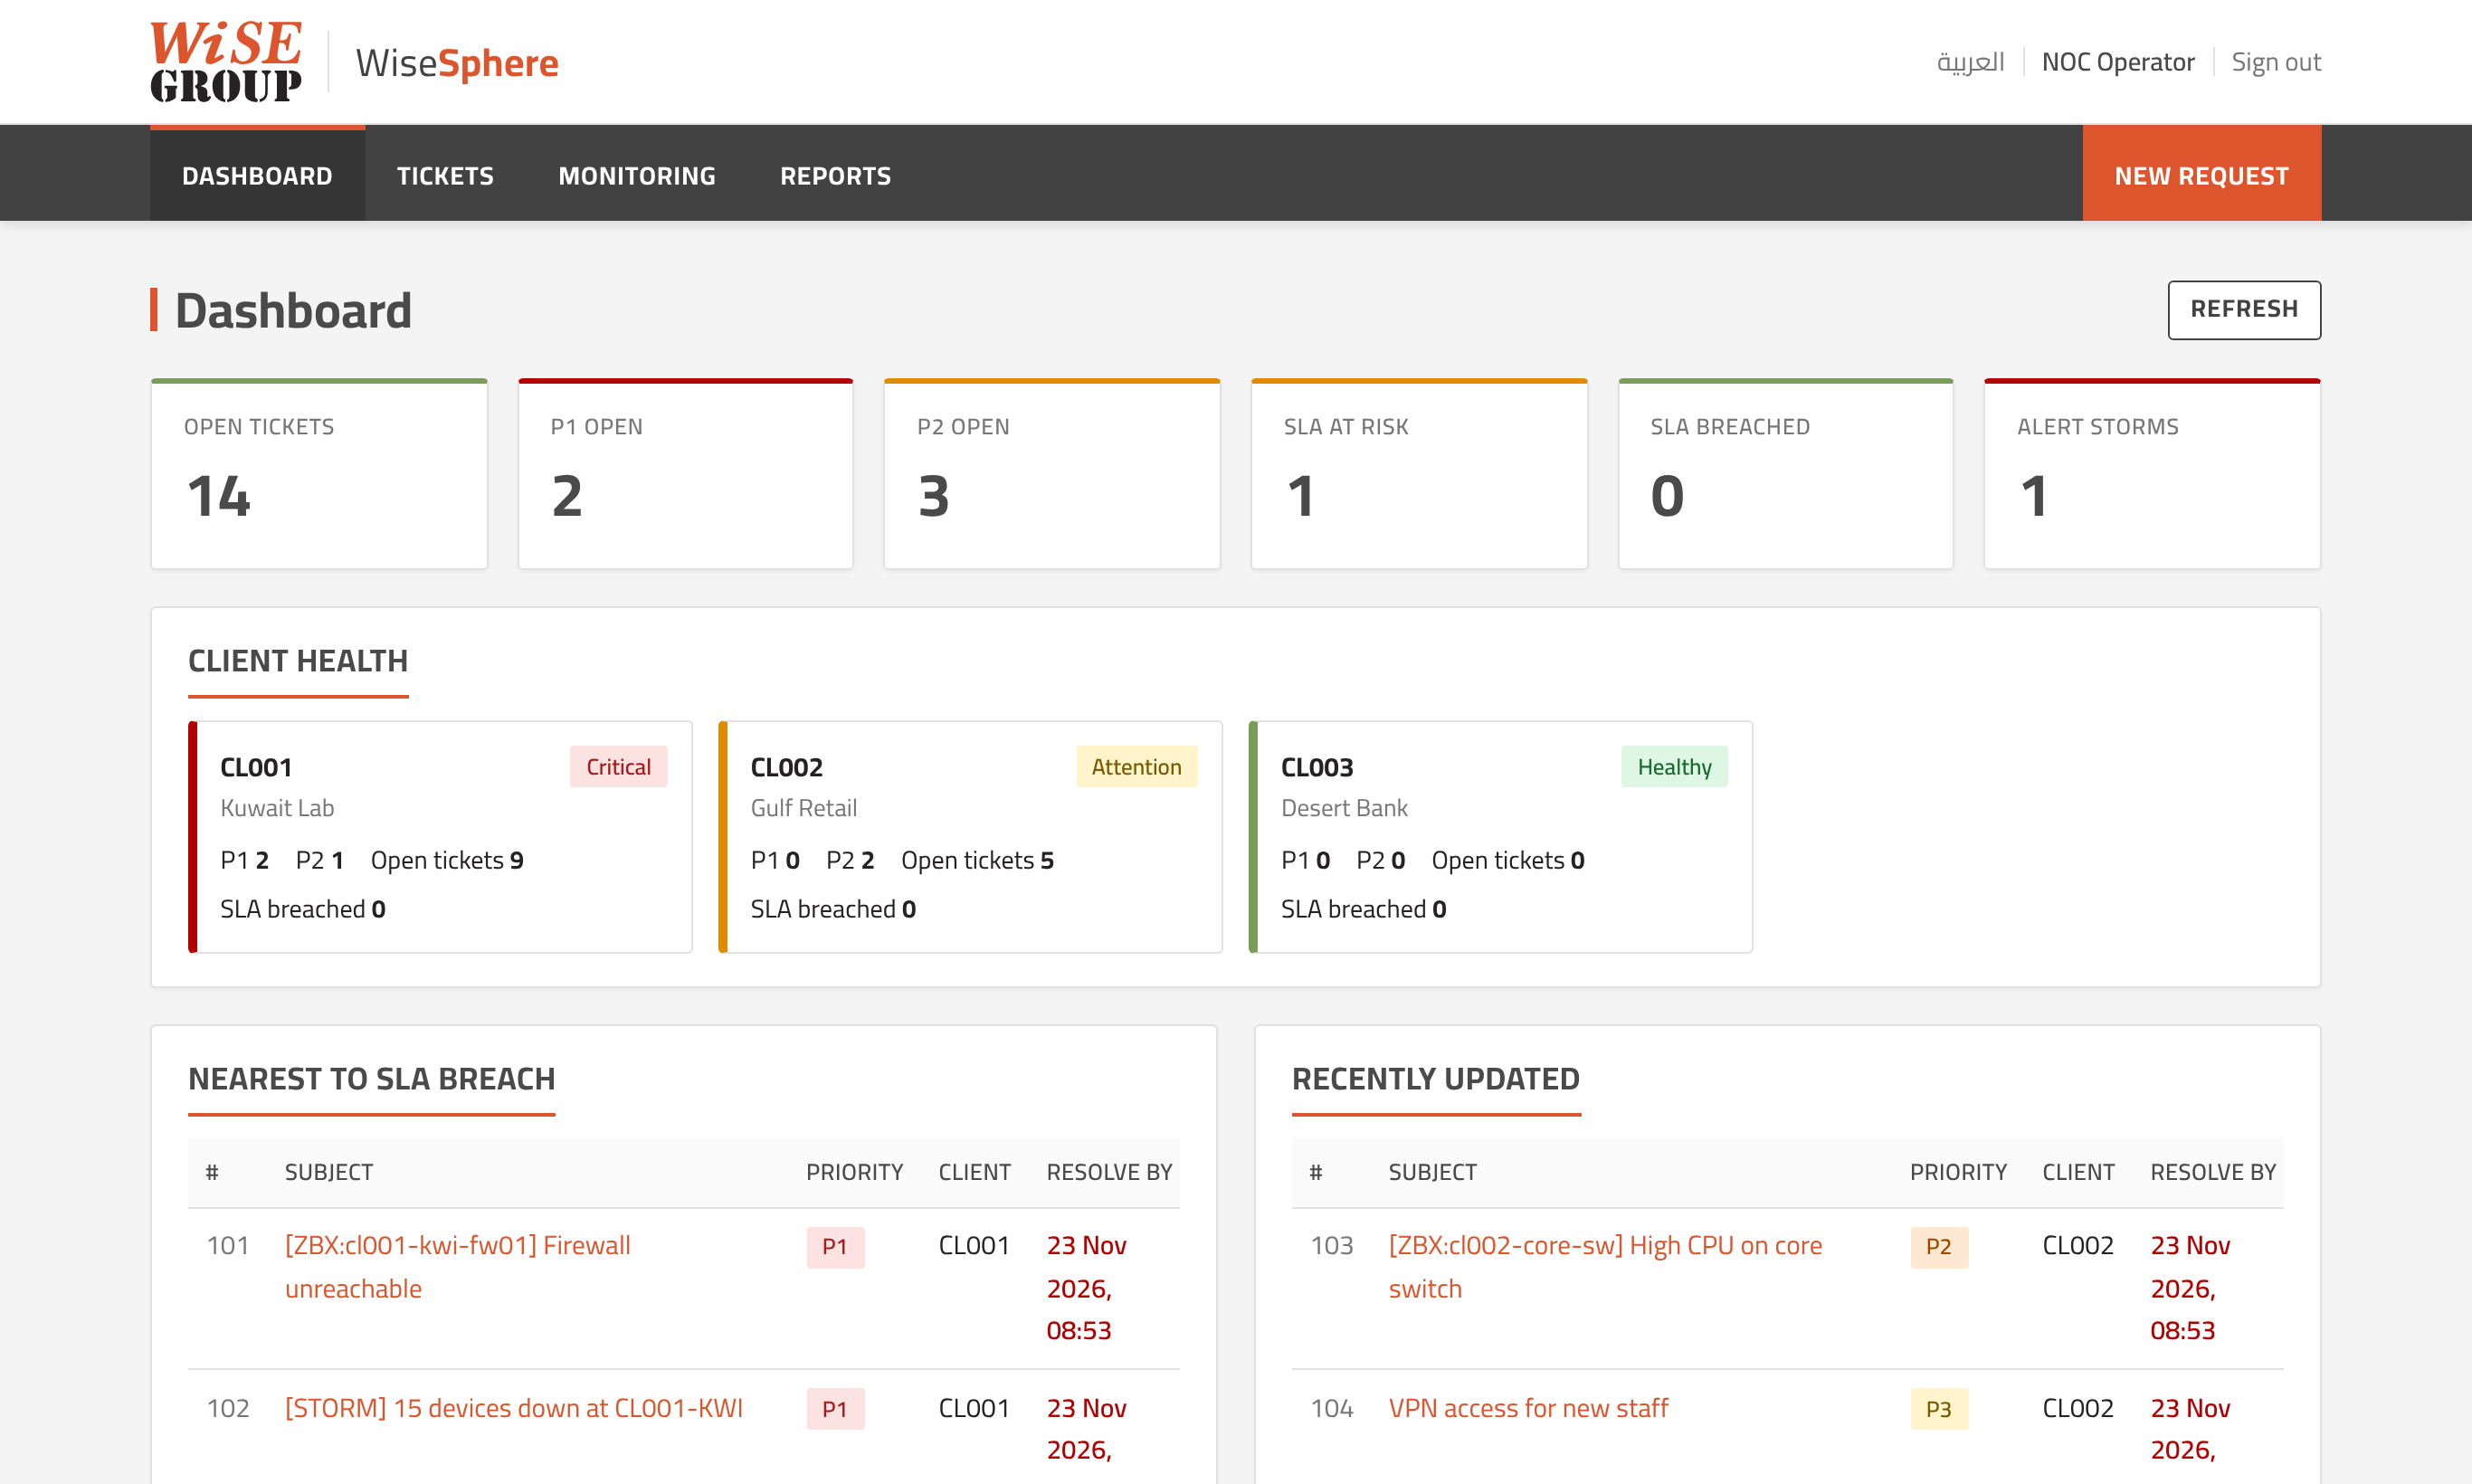 WiSE
GROUP
WiseSphere
العربية
NOC Operator
Sign out
DASHBOARD
TICKETS
MONITORING
REPORTS
NEW REQUEST
Dashboard
REFRESH
OPEN TICKETS
14
P1 OPEN
2
P2 OPEN
3
SLA AT RISK
1
SLA BREACHED
0
ALERT STORMS
1
CLIENT HEALTH
CL001
Critical
Kuwait Lab
P1 2 P2 1 Open tickets 9
SLA breached 0
CL002
Attention
Gulf Retail
P1 0 P2 2 Open tickets 5
SLA breached 0
CL003
Healthy
Desert Bank
P1 0 P2 0 Open tickets 0
SLA breached 0
NEAREST TO SLA BREACH
# SUBJECT PRIORITY CLIENT RESOLVE BY
101 [ZBX:cl001-kwi-fw01] Firewall P1 CL001 23 Nov
unreachable 2026,
08:53
102 [STORM] 15 devices down at CL001-KWI P1 CL001 23 Nov
2026,
RECENTLY UPDATED
# SUBJECT PRIORITY CLIENT RESOLVE BY
103 [ZBX:cl002-core-sw] High CPU on core P2 CL002 23 Nov
switch 2026,
08:53
104 VPN access for new staff P3 CL002 23 Nov
2026,